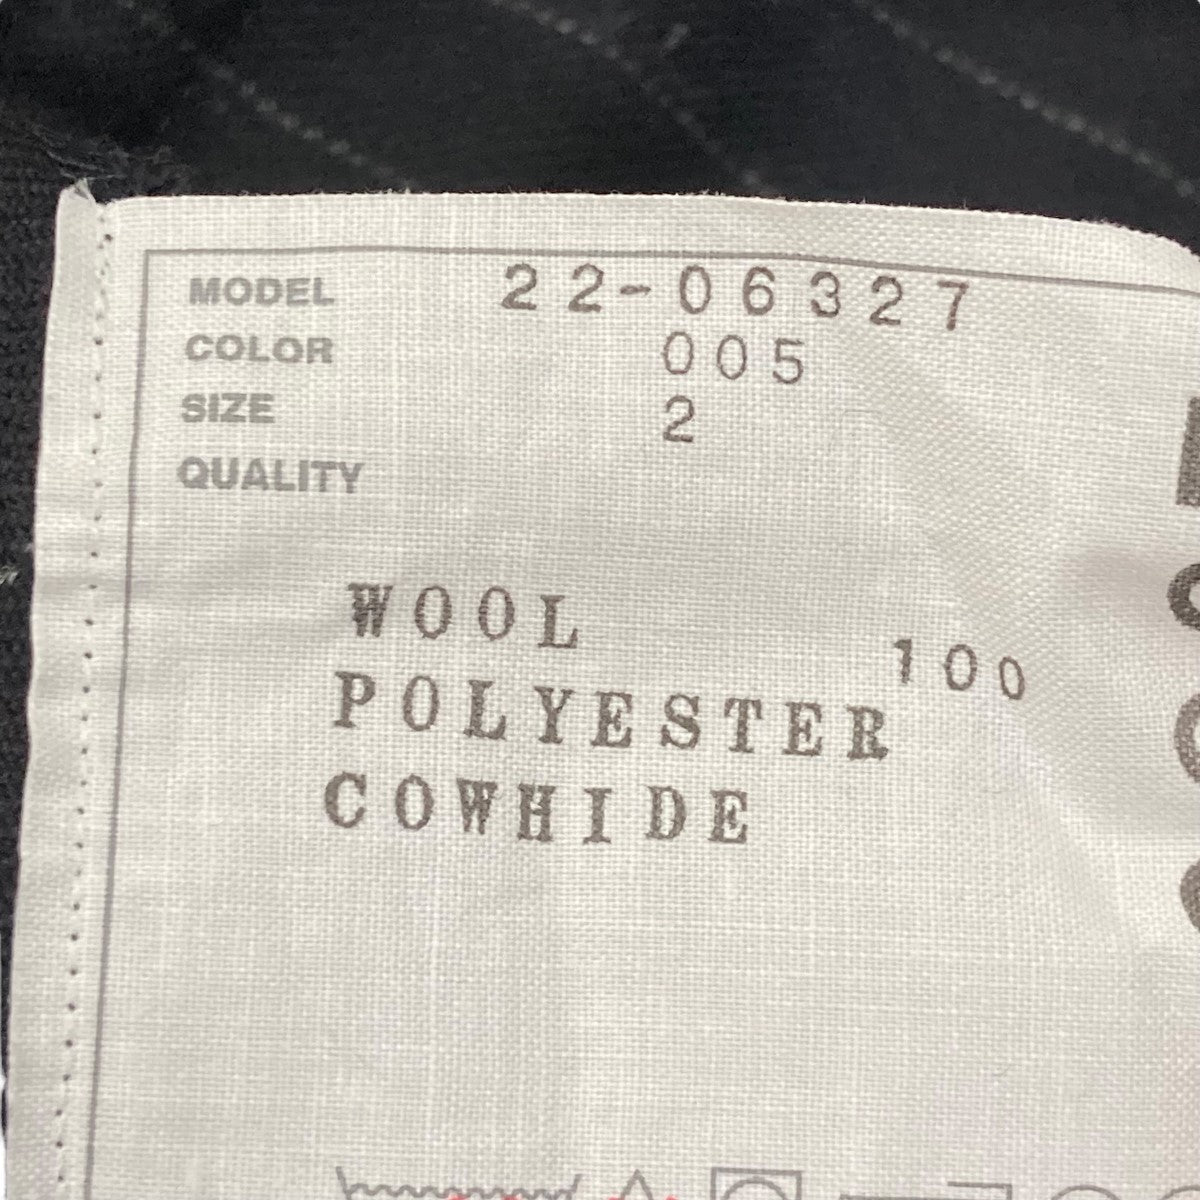 MODEL 22-06327
COLOR 005
SIZE 2
QUALITY
WOOL 100
POLYESTER
COWHIDE